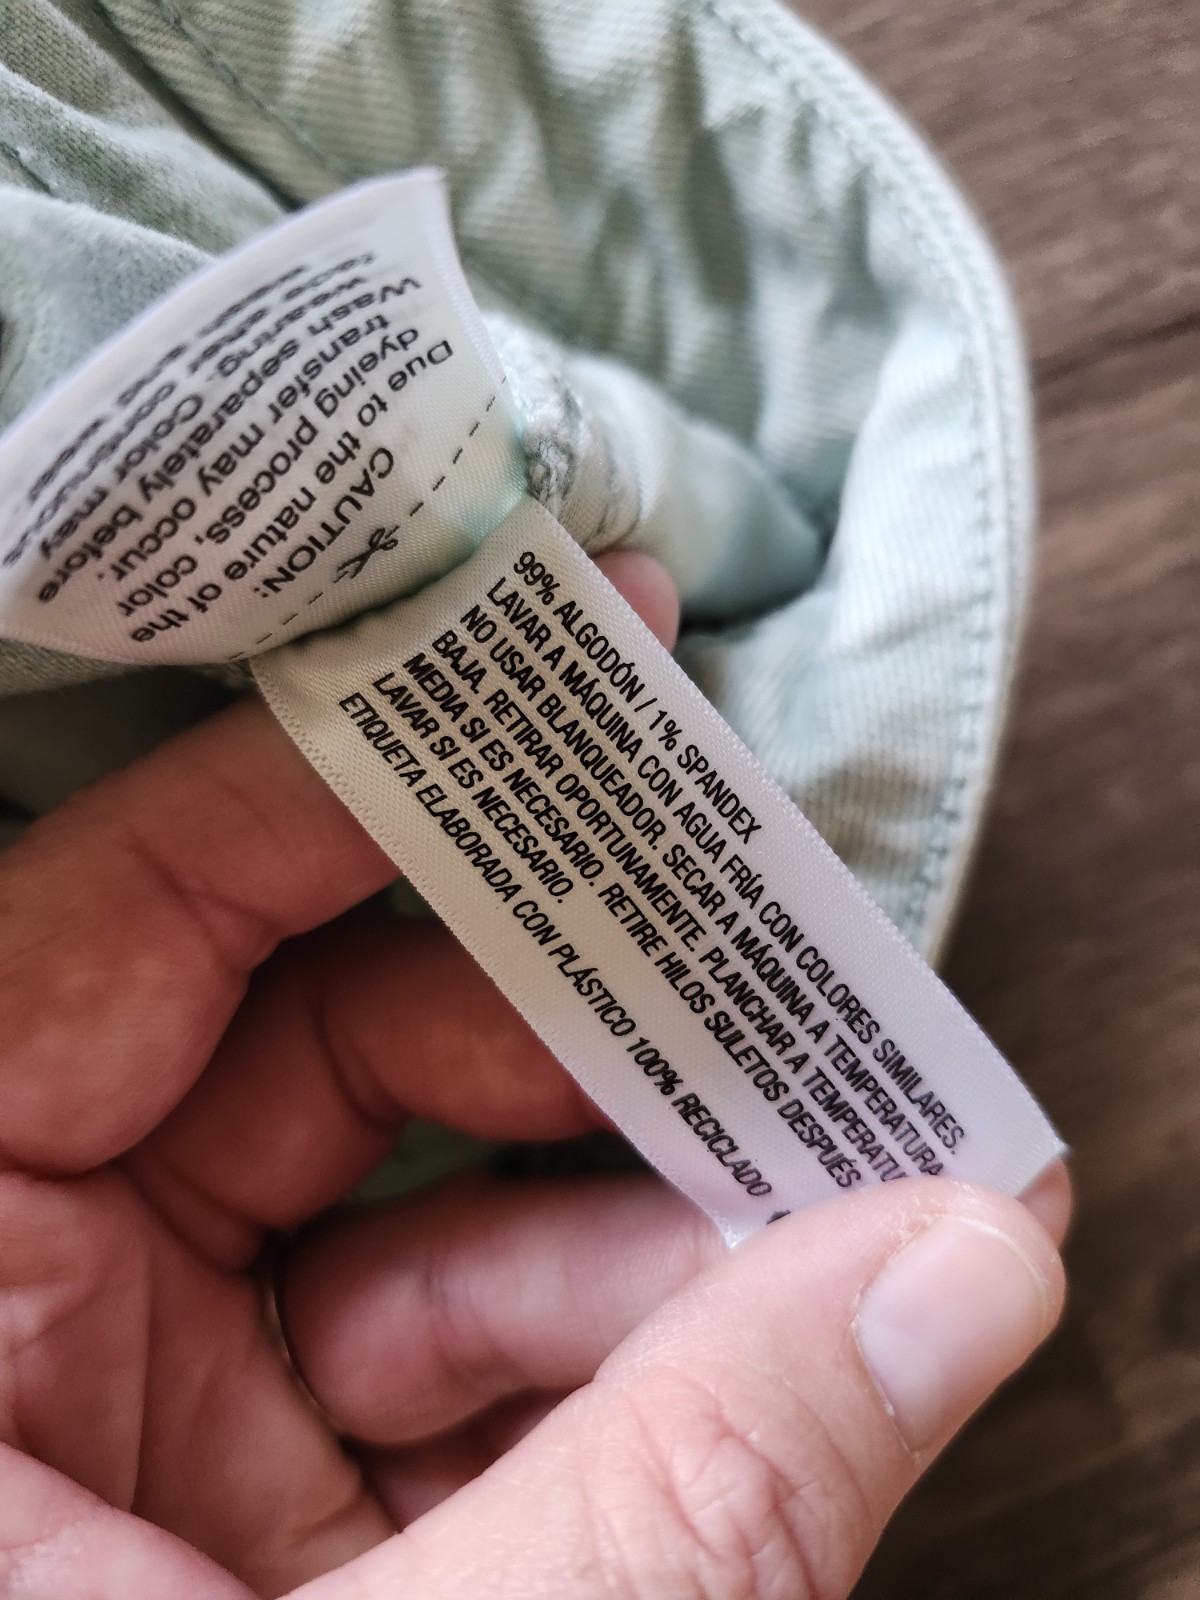 CAUTION:
Due to the nature of the
dyeing process, color
transfer may occur.
Wash separately before
wearing. Color may
99% ALGODÓN / 1% SPANDEX
LAVAR A MÁQUINA CON AGUA FRÍA CON COLORES SIMILARES.
NO USAR BLANQUEADOR. SECAR A MÁQUINA A TEMPERATURA
BAJA. RETIRAR OPORTUNAMENTE. PLANCHAR A TEMPERATU
MEDIA SI ES NECESARIO. RETIRE HILOS SULETOS DESPUÉS
LAVAR SI ES NECESARIO.
ETIQUETA ELABORADA CON PLÁSTICO 100% RECICLADO